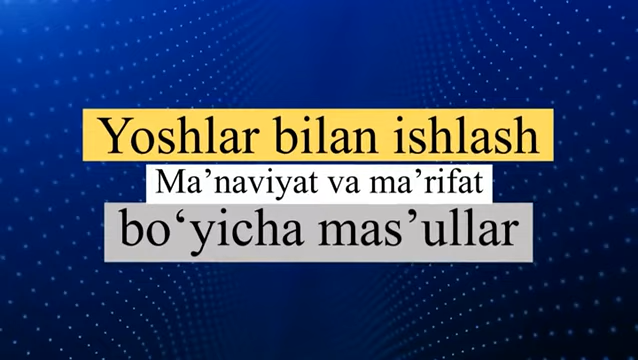 Yoshlar bilan ishlash
Ma’naviyat va ma’rifat
bo‘yicha mas’ullar